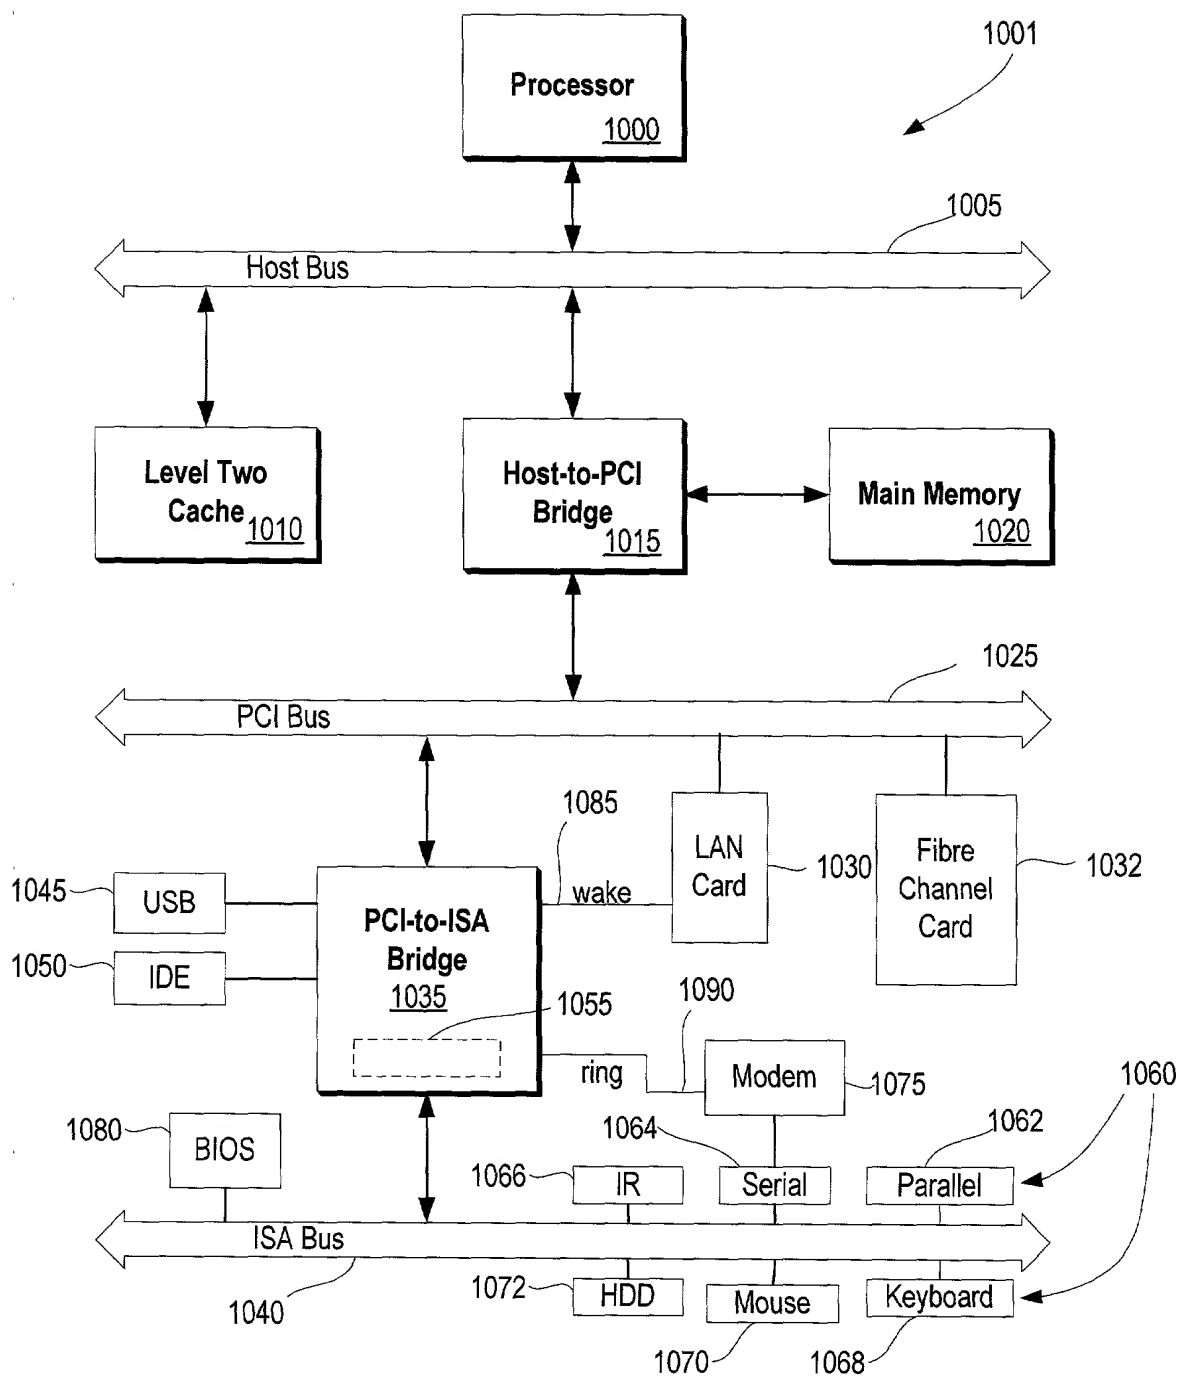 1001
Processor
1000
1005
Host Bus
Level Two
Cache
1010
Host-to-PCI
Bridge
1015
Main Memory
1020
1025
PCI Bus
1085
LAN
Card
1030
Fibre
Channel
Card
1032
1045
USB
wake
PCI-to-ISA
Bridge
1035
1050
IDE
1055
1090
ring
Modem
1075
1060
1080
BIOS
1064
1062
1066
IR
Serial
Parallel
ISA Bus
1040
1072
HDD
Mouse
Keyboard
1070
1068